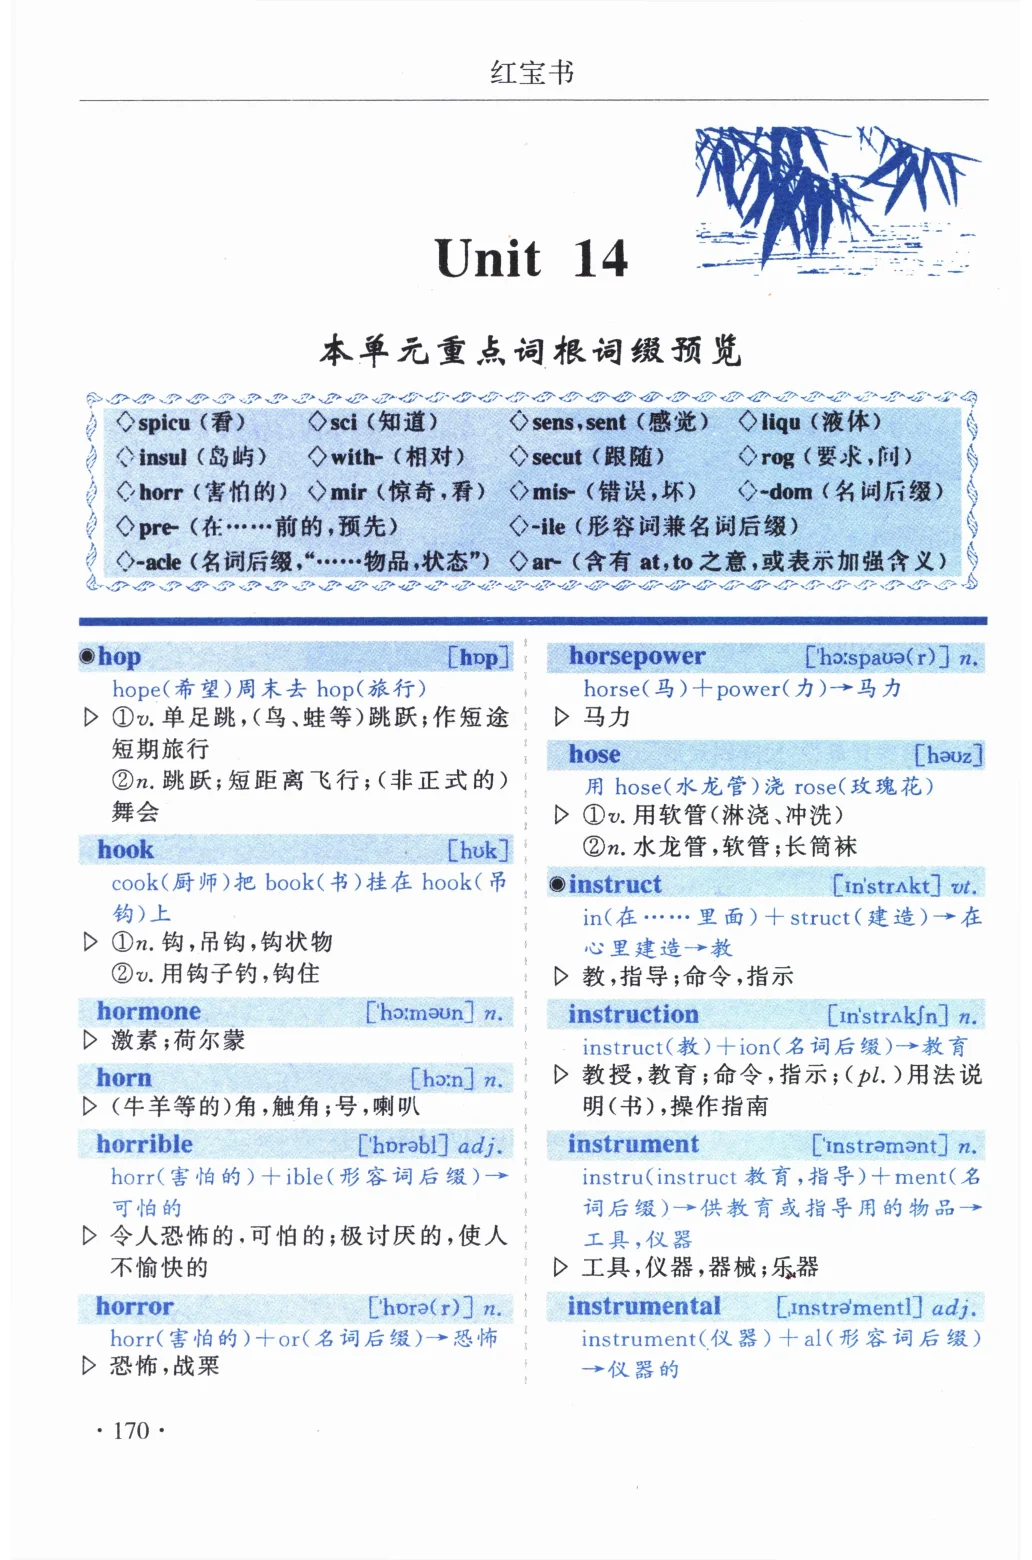 红宝书
Unit 14
本单元重点词根词缀预览
◇spicu（看） ◇sci（知道） ◇sens,sent（感觉） ◇liqu（液体）
◇insul（岛屿） ◇with-（相对） ◇secut（跟随） ◇rog（要求,问）
◇horr（害怕的） ◇mir（惊奇,看） ◇mis-（错误,坏） ◇-dom（名词后缀）
◇pre-（在……前的,预先） ◇-ile（形容词兼名词后缀）
◇-acle（名词后缀,“……物品,状态”） ◇ar-（含有 at,to 之意,或表示加强含义）
◉hop [hɒp]
hope(希望)周末去 hop(旅行)
▷ ①v. 单足跳,(鸟、蛙等)跳跃;作短途
短期旅行
②n. 跳跃;短距离飞行;(非正式的)
舞会
hook [hʊk]
cook(厨师)把 book(书)挂在 hook(吊
钩)上
▷ ①n. 钩,吊钩,钩状物
②v. 用钩子钓,钩住
hormone ['hɔːməʊn] n.
▷ 激素;荷尔蒙
horn [hɔːn] n.
▷ (牛羊等的)角,触角;号,喇叭
horrible ['hɒrəbl] adj.
horr(害怕的)＋ible(形容词后缀)→
可怕的
▷ 令人恐怖的,可怕的;极讨厌的,使人
不愉快的
horror ['hɒrə(r)] n.
horr(害怕的)＋or(名词后缀)→恐怖
▷ 恐怖,战栗
horsepower ['hɔːspaʊə(r)] n.
horse(马)＋power(力)→马力
▷ 马力
hose [həʊz]
用 hose(水龙管)浇 rose(玫瑰花)
▷ ①v. 用软管(淋浇、冲洗)
②n. 水龙管,软管;长筒袜
◉instruct [ɪn'strʌkt] vt.
in(在……里面)＋struct(建造)→在
心里建造→教
▷ 教,指导;命令,指示
instruction [ɪn'strʌkʃn] n.
instruct(教)＋ion(名词后缀)→教育
▷ 教授,教育;命令,指示;(pl.)用法说
明(书),操作指南
instrument ['ɪnstrəmənt] n.
instru(instruct 教育,指导)＋ment(名
词后缀)→供教育或指导用的物品→
工具,仪器
▷ 工具,仪器,器械;乐器
instrumental [ˌɪnstrə'mentl] adj.
instrument(仪器)＋al(形容词后缀)
→仪器的
·170·